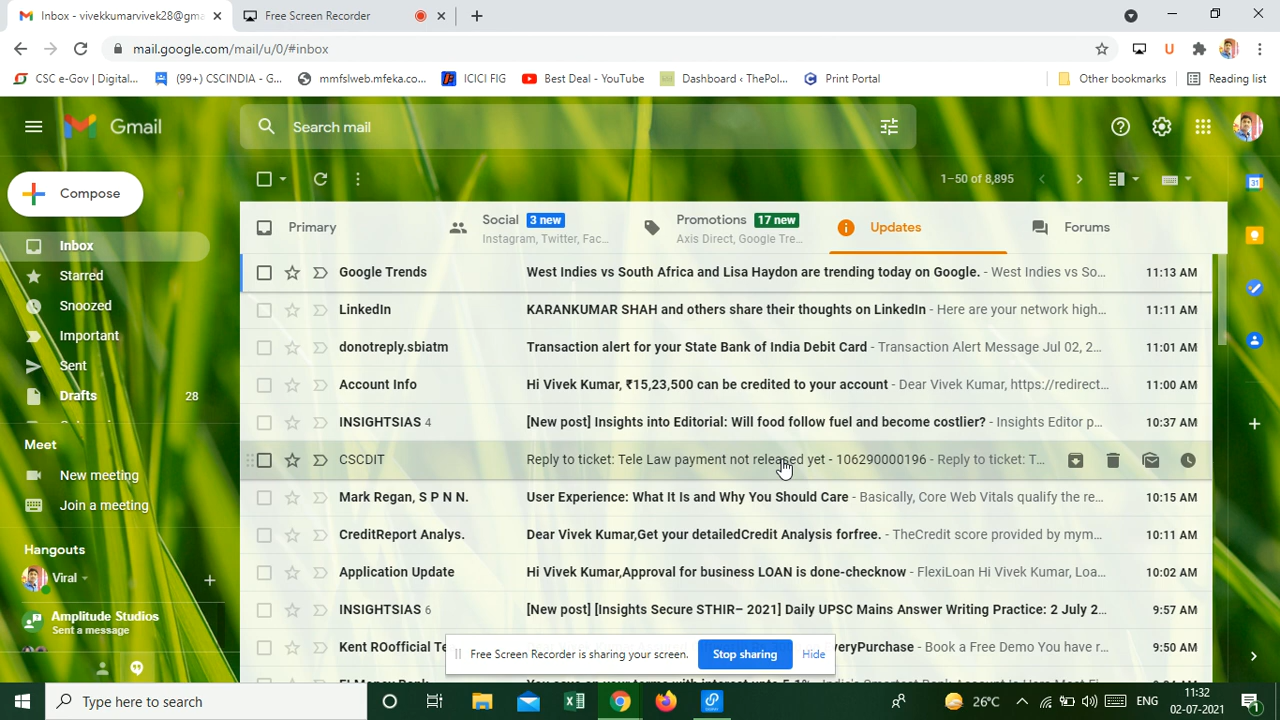 Inbox - vivekkumarvivek28@gma
Free Screen Recorder
mail.google.com/mail/u/0/#inbox
CSC e-Gov | Digital...
(99+) CSCINDIA - G...
mmfslweb.mfeka.co...
ICICI FIG
Best Deal - YouTube
Dashboard ‹ ThePol...
Print Portal
Other bookmarks
Reading list
Gmail
Search mail
Compose
1–50 of 8,895
Primary
Social 3 new
Instagram, Twitter, Fac...
Promotions 17 new
Axis Direct, Google Tre...
Updates
Forums
Inbox
Starred
Snoozed
Important
Sent
Drafts 28
Meet
New meeting
Join a meeting
Hangouts
Viral
Amplitude Studios
Sent a message
Google Trends West Indies vs South Africa and Lisa Haydon are trending today on Google. - West Indies vs So... 11:13 AM
LinkedIn KARANKUMAR SHAH and others share their thoughts on LinkedIn - Here are your network high... 11:11 AM
donotreply.sbiatm Transaction alert for your State Bank of India Debit Card - Transaction Alert Message Jul 02, 2... 11:01 AM
Account Info Hi Vivek Kumar, ₹15,23,500 can be credited to your account - Dear Vivek Kumar, https://redirect... 11:00 AM
INSIGHTSIAS 4 [New post] Insights into Editorial: Will food follow fuel and become costlier? - Insights Editor p... 10:37 AM
CSCDIT Reply to ticket: Tele Law payment not released yet - 106290000196 - Reply to ticket: T...
Mark Regan, S P N N. User Experience: What It Is and Why You Should Care - Basically, Core Web Vitals qualify the re... 10:15 AM
CreditReport Analys. Dear Vivek Kumar,Get your detailedCredit Analysis forfree. - TheCredit score provided by mym... 10:11 AM
Application Update Hi Vivek Kumar,Approval for business LOAN is done-checknow - FlexiLoan Hi Vivek Kumar, Loa... 10:02 AM
INSIGHTSIAS 6 [New post] [Insights Secure STHIR– 2021] Daily UPSC Mains Answer Writing Practice: 2 July 2... 9:57 AM
Kent ROofficial Te veryPurchase - Book a Free Demo You have r... 9:50 AM
Free Screen Recorder is sharing your screen. Stop sharing Hide
Type here to search
26°C
ENG
11:32
02-07-2021